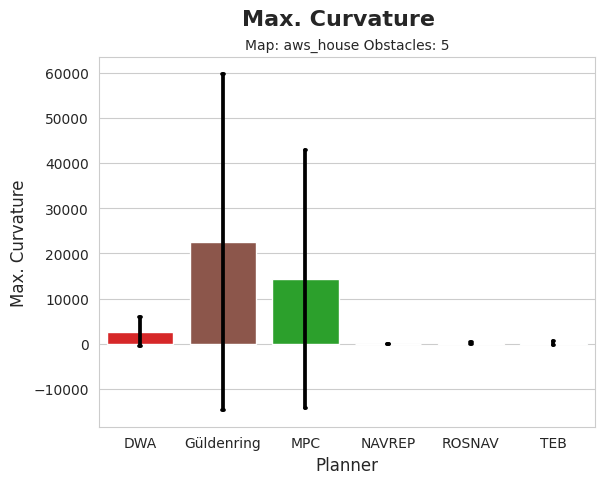 Max. Curvature
Map: aws_house Obstacles: 5
60000
50000
40000
30000
20000
10000
0
−10000
Max. Curvature
DWA Güldenring MPC NAVREP ROSNAV TEB
Planner